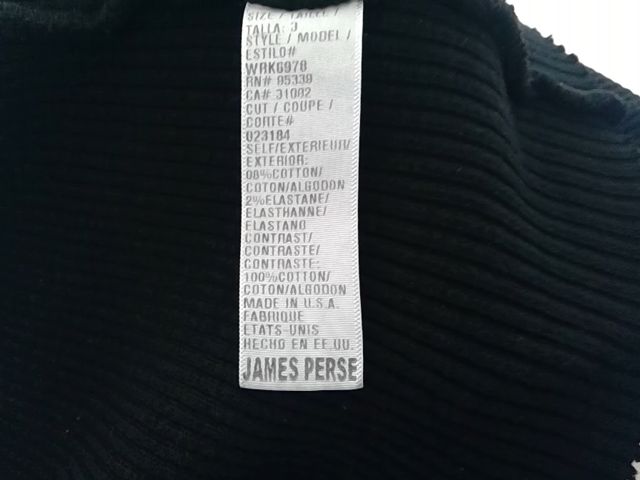 SIZE / TAILLE /
TALLA: 3
STYLE / MODEL /
ESTILO#
WRK6978
RN# 95339
CA# 31002
CUT / COUPE /
CORTE#
023184
SELF/EXTERIEUR/
EXTERIOR:
98%COTTON/
COTON/ALGODON
2%ELASTANE/
ELASTHANNE/
ELASTANO
CONTRAST/
CONTRASTE/
CONTRASTE:
100%COTTON/
COTON/ALGODON
MADE IN U.S.A.
FABRIQUE
ETATS-UNIS
HECHO EN EE.UU.
JAMES PERSE